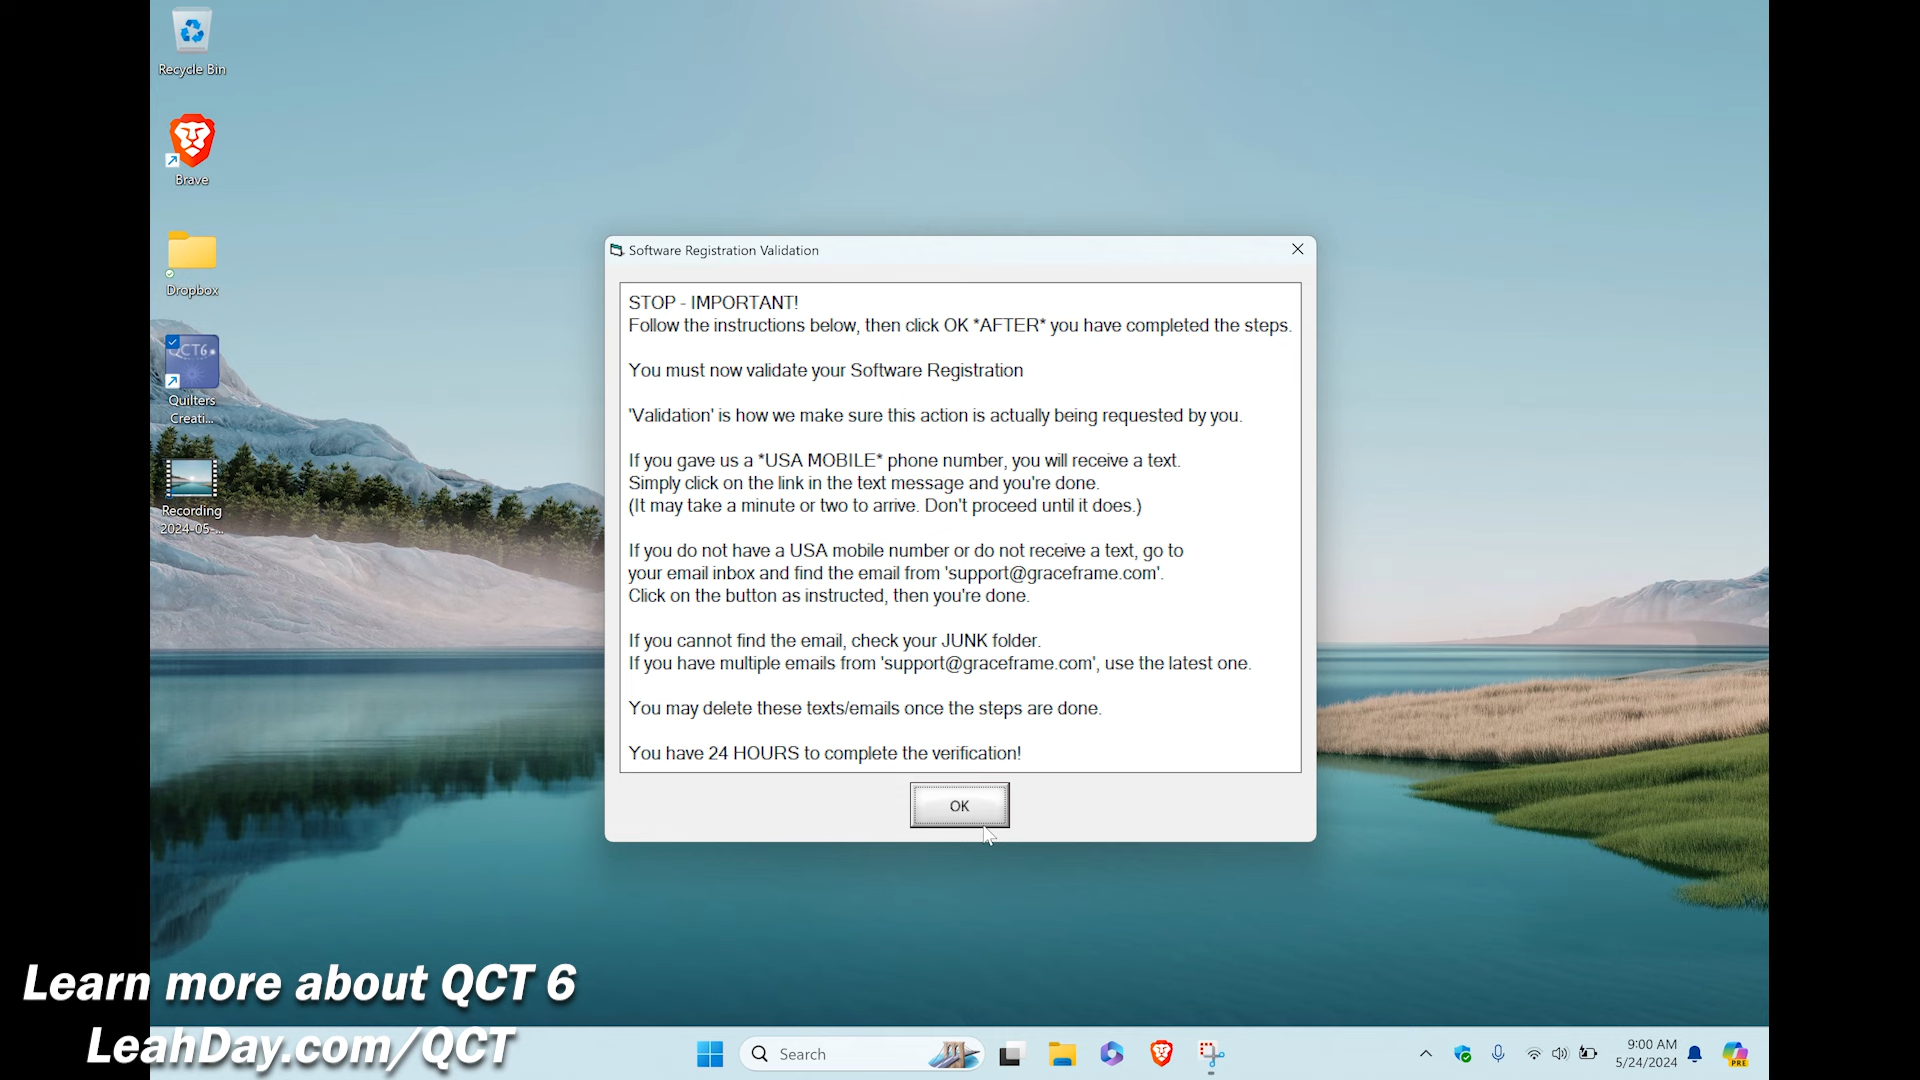 Recycle Bin
Brave
Dropbox
QCT6
Quilters
Creati...
Recording
2024-05-...
Software Registration Validation
STOP - IMPORTANT!
Follow the instructions below, then click OK *AFTER* you have completed the steps.
You must now validate your Software Registration
'Validation' is how we make sure this action is actually being requested by you.
If you gave us a *USA MOBILE* phone number, you will receive a text.
Simply click on the link in the text message and you're done.
(It may take a minute or two to arrive. Don't proceed until it does.)
If you do not have a USA mobile number or do not receive a text, go to
your email inbox and find the email from 'support@graceframe.com'.
Click on the button as instructed, then you're done.
If you cannot find the email, check your JUNK folder.
If you have multiple emails from 'support@graceframe.com', use the latest one.
You may delete these texts/emails once the steps are done.
You have 24 HOURS to complete the verification!
OK
Learn more about QCT 6
LeahDay.com/QCT
Search
9:00 AM
5/24/2024
PRE